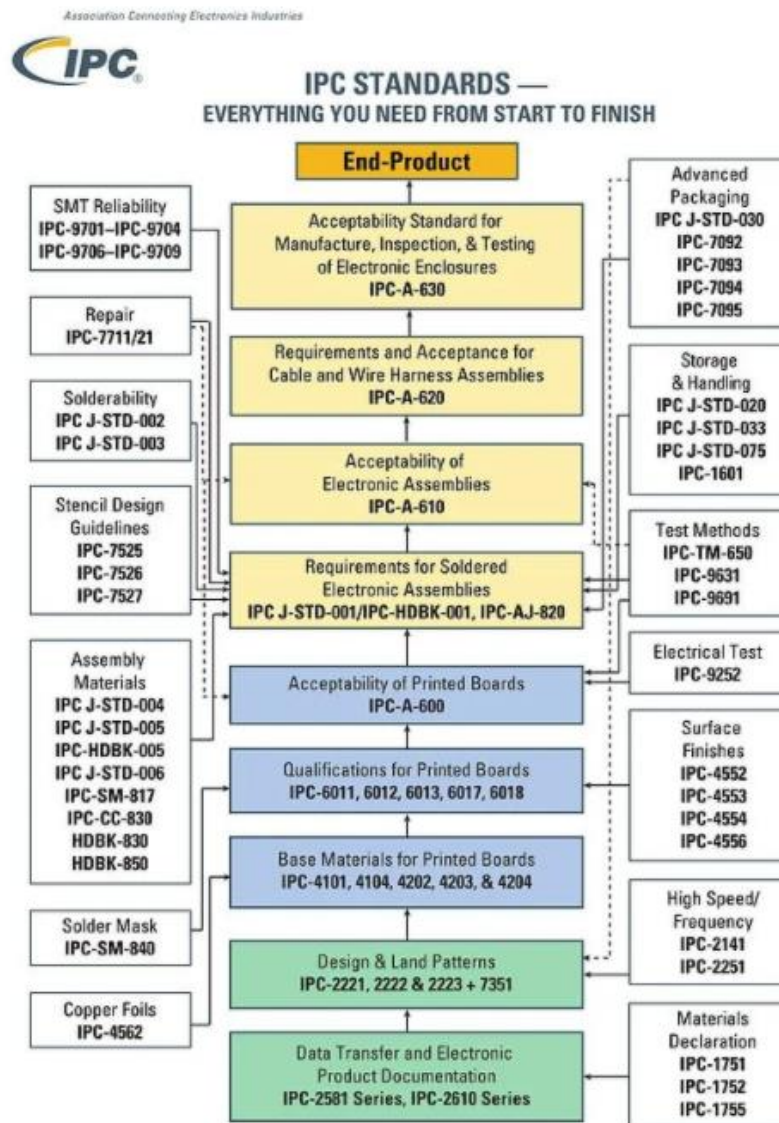 Association Connecting Electronics Industries
IPC®
IPC STANDARDS —
EVERYTHING YOU NEED FROM START TO FINISH
End-Product
Acceptability Standard for
Manufacture, Inspection, & Testing
of Electronic Enclosures
IPC-A-630
Requirements and Acceptance for
Cable and Wire Harness Assemblies
IPC-A-620
Acceptability of
Electronic Assemblies
IPC-A-610
Requirements for Soldered
Electronic Assemblies
IPC J-STD-001/IPC-HDBK-001, IPC-AJ-820
Acceptability of Printed Boards
IPC-A-600
Qualifications for Printed Boards
IPC-6011, 6012, 6013, 6017, 6018
Base Materials for Printed Boards
IPC-4101, 4104, 4202, 4203, & 4204
Design & Land Patterns
IPC-2221, 2222 & 2223 + 7351
Data Transfer and Electronic
Product Documentation
IPC-2581 Series, IPC-2610 Series
SMT Reliability
IPC-9701–IPC-9704
IPC-9706–IPC-9709
Repair
IPC-7711/21
Solderability
IPC J-STD-002
IPC J-STD-003
Stencil Design
Guidelines
IPC-7525
IPC-7526
IPC-7527
Assembly
Materials
IPC J-STD-004
IPC J-STD-005
IPC-HDBK-005
IPC J-STD-006
IPC-SM-817
IPC-CC-830
HDBK-830
HDBK-850
Solder Mask
IPC-SM-840
Copper Foils
IPC-4562
Advanced
Packaging
IPC J-STD-030
IPC-7092
IPC-7093
IPC-7094
IPC-7095
Storage
& Handling
IPC J-STD-020
IPC J-STD-033
IPC J-STD-075
IPC-1601
Test Methods
IPC-TM-650
IPC-9631
IPC-9691
Electrical Test
IPC-9252
Surface
Finishes
IPC-4552
IPC-4553
IPC-4554
IPC-4556
High Speed/
Frequency
IPC-2141
IPC-2251
Materials
Declaration
IPC-1751
IPC-1752
IPC-1755